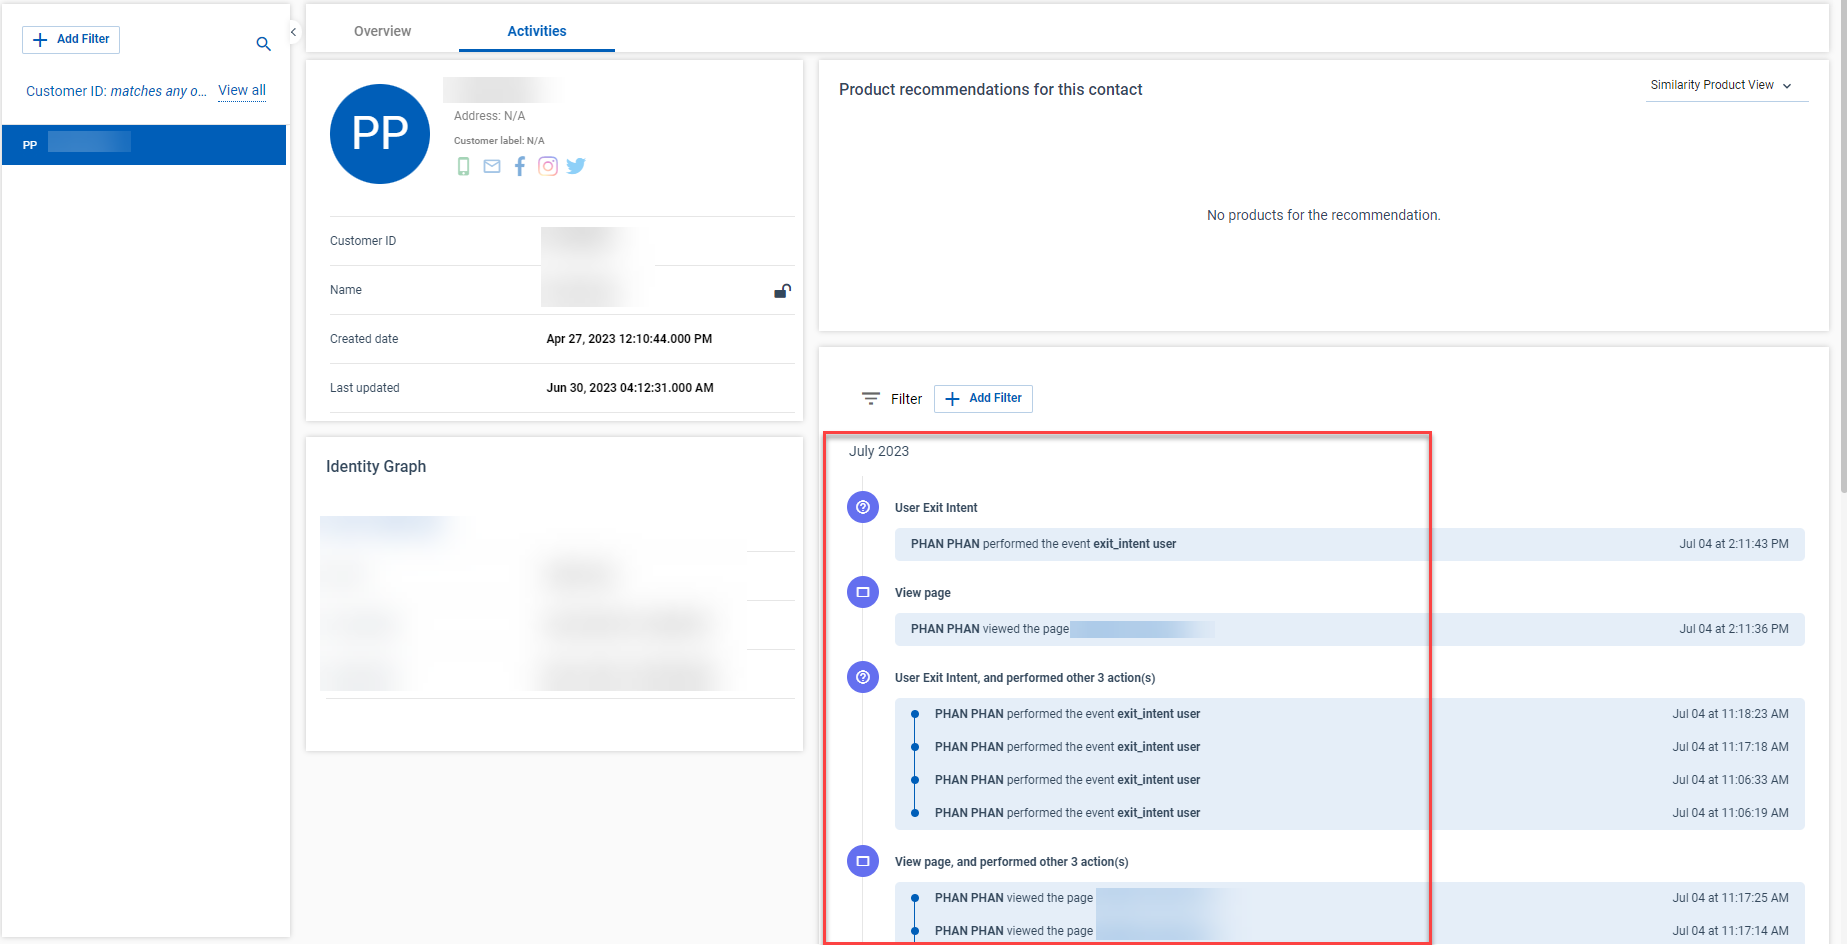 Add Filter
Customer ID: matches any o... View all
PP
Overview Activities
PP
Address: N/A
Customer label: N/A
Customer ID
Name
Created date Apr 27, 2023 12:10:44.000 PM
Last updated Jun 30, 2023 04:12:31.000 AM
Identity Graph
Product recommendations for this contact
Similarity Product View
No products for the recommendation.
Filter Add Filter
July 2023
User Exit Intent
PHAN PHAN performed the event exit_intent user Jul 04 at 2:11:43 PM
View page
PHAN PHAN viewed the page Jul 04 at 2:11:36 PM
User Exit Intent, and performed other 3 action(s)
PHAN PHAN performed the event exit_intent user Jul 04 at 11:18:23 AM
PHAN PHAN performed the event exit_intent user Jul 04 at 11:17:18 AM
PHAN PHAN performed the event exit_intent user Jul 04 at 11:06:33 AM
PHAN PHAN performed the event exit_intent user Jul 04 at 11:06:19 AM
View page, and performed other 3 action(s)
PHAN PHAN viewed the page Jul 04 at 11:17:25 AM
PHAN PHAN viewed the page Jul 04 at 11:17:14 AM